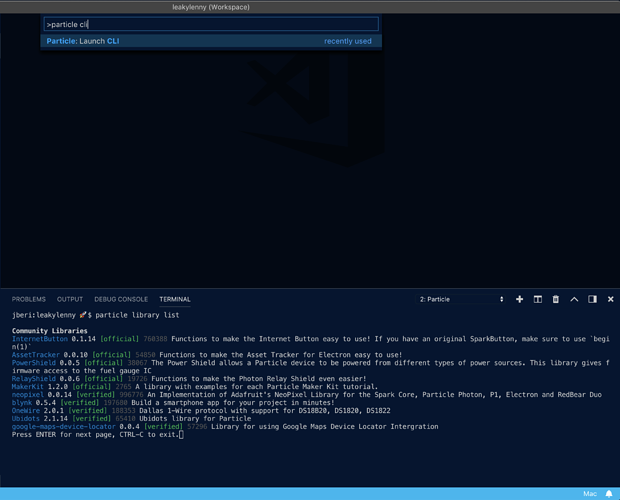 leakylenny (Workspace)
>particle cli
Particle: Launch CLI recently used
PROBLEMS OUTPUT DEBUG CONSOLE TERMINAL 2: Particle
jberi:leakylenny 🚀$ particle library list
Community Libraries
InternetButton 0.1.14 [official] 760388 Functions to make the Internet Button easy to use! If you have an original SparkButton, make sure to use `begi
n(1)`
AssetTracker 0.0.10 [official] 54850 Functions to make the Asset Tracker for Electron easy to use!
PowerShield 0.0.5 [official] 38067 The Power Shield allows a Particle device to be powered from different types of power sources. This library gives f
irmware access to the fuel gauge IC
RelayShield 0.0.6 [official] 19726 Functions to make the Photon Relay Shield even easier!
MakerKit 1.2.0 [official] 2765 A library with examples for each Particle Maker Kit tutorial.
neopixel 0.0.14 [verified] 996776 An Implementation of Adafruit's NeoPixel Library for the Spark Core, Particle Photon, P1, Electron and RedBear Duo
blynk 0.5.4 [verified] 197680 Build a smartphone app for your project in minutes!
OneWire 2.0.1 [verified] 188353 Dallas 1-Wire protocol with support for DS18B20, DS1820, DS1822
Ubidots 2.1.14 [verified] 65410 Ubidots library for Particle
google-maps-device-locator 0.0.4 [verified] 57296 Library for using Google Maps Device Locator Intergration
Press ENTER for next page, CTRL-C to exit.
Mac